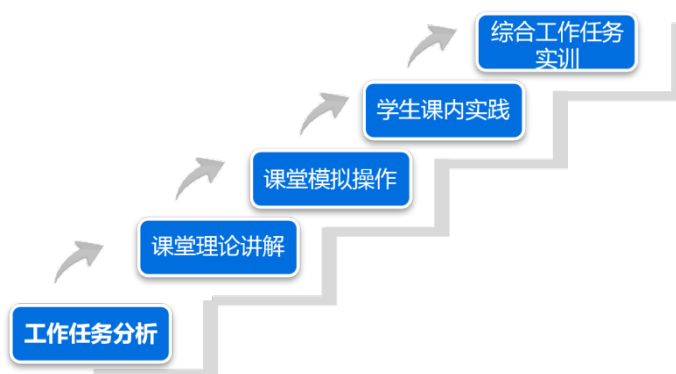 综合工作任务
实训
学生课内实践
课堂模拟操作
课堂理论讲解
工作任务分析